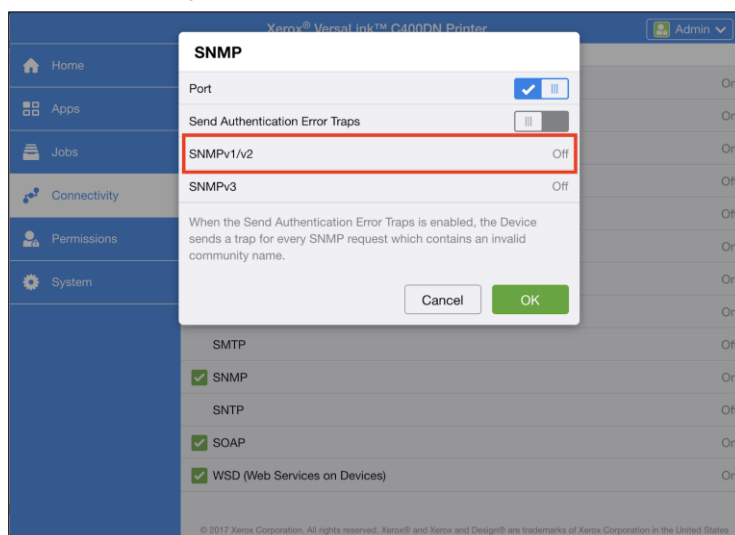 Xerox® VersaLink™ C400DN Printer
Admin
Home
Apps
Jobs
Connectivity
Permissions
System
SNMP
Port
Send Authentication Error Traps
SNMPv1/v2
Off
SNMPv3
Off
When the Send Authentication Error Traps is enabled, the Device
sends a trap for every SNMP request which contains an invalid
community name.
Cancel
OK
SMTP
SNMP
SNTP
SOAP
WSD (Web Services on Devices)
© 2017 Xerox Corporation. All rights reserved. Xerox® and Xerox and Design® are trademarks of Xerox Corporation in the United States